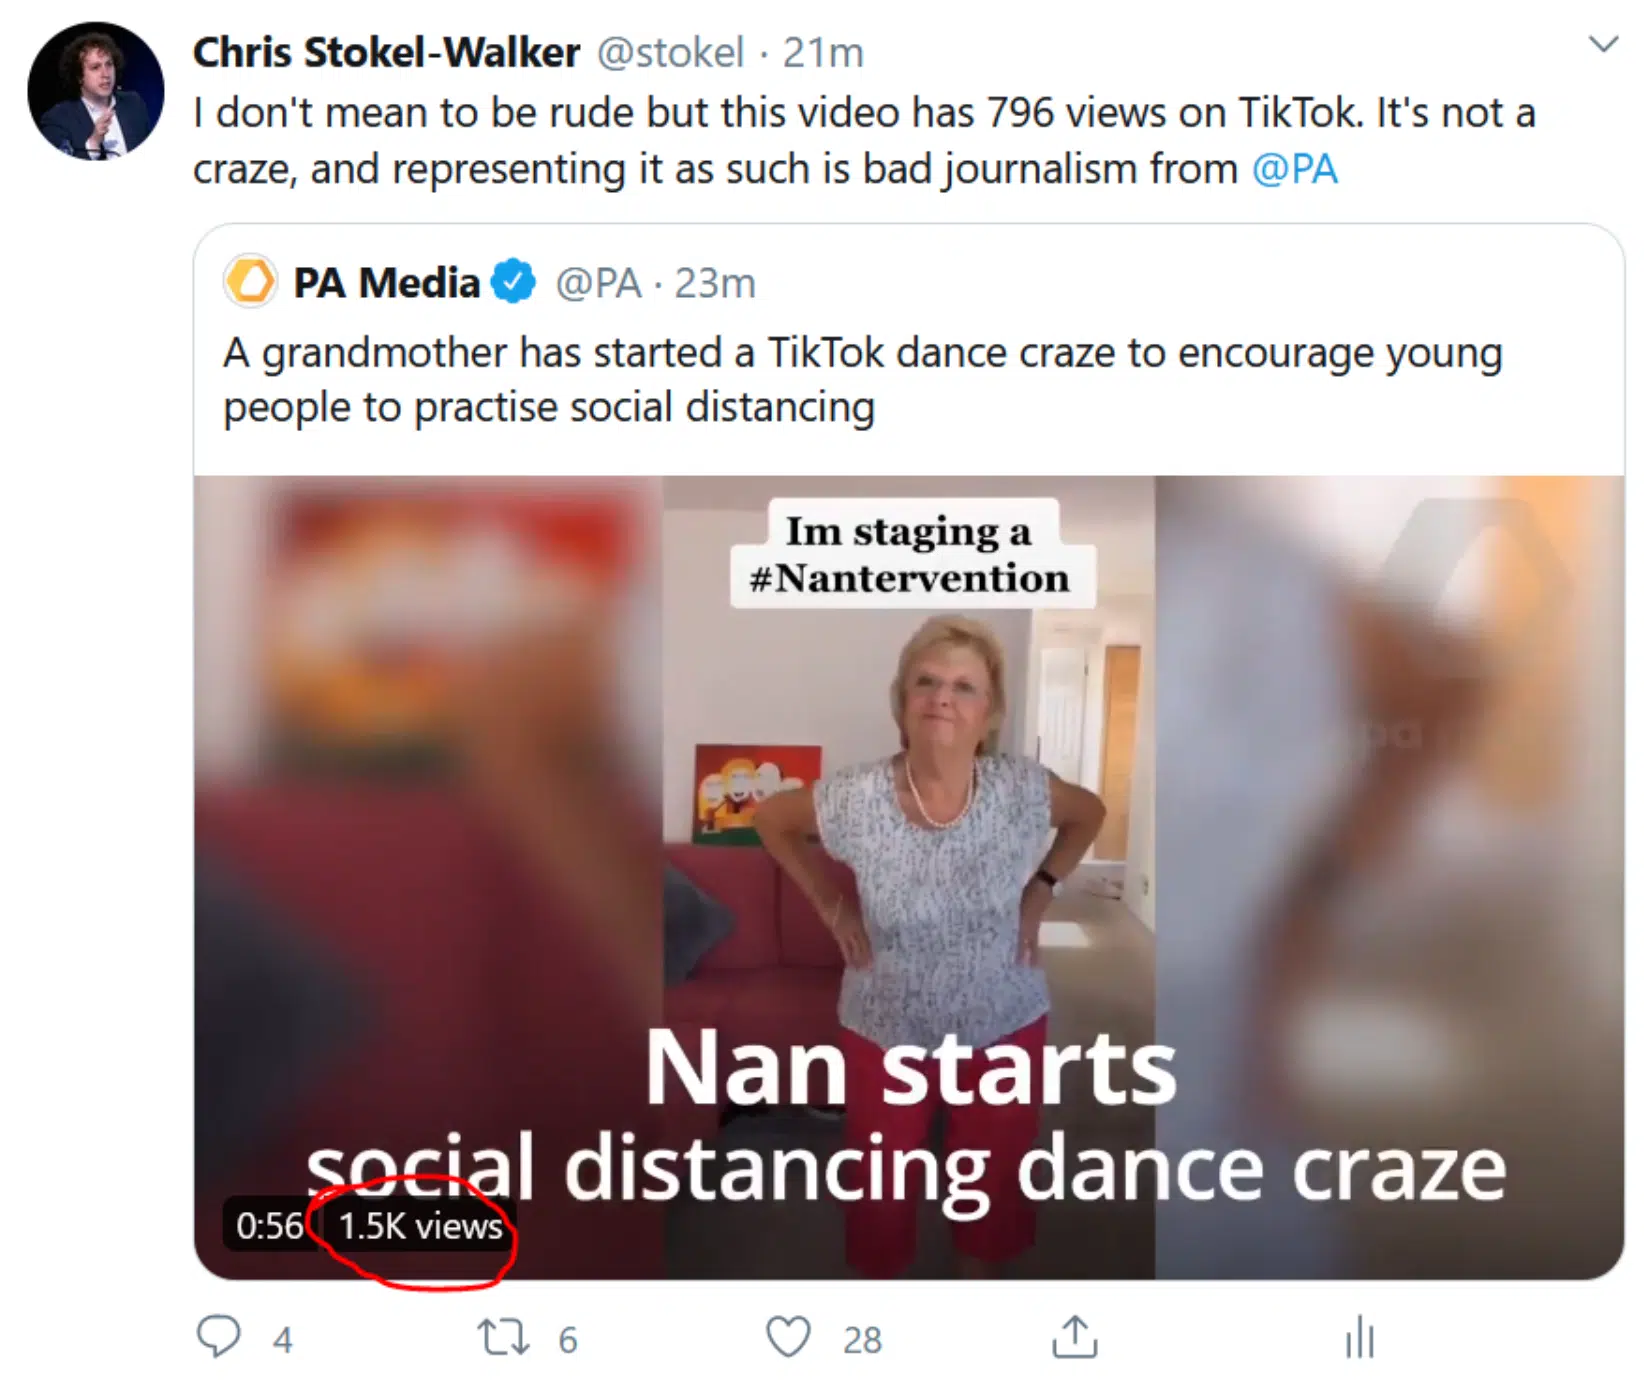 Chris Stokel-Walker @stokel · 21m
I don't mean to be rude but this video has 796 views on TikTok. It's not a
craze, and representing it as such is bad journalism from @PA
PA Media @PA · 23m
A grandmother has started a TikTok dance craze to encourage young
people to practise social distancing
Im staging a
#Nantervention
pa
Nan starts
social distancing dance craze
0:56 1.5K views
4 6 28